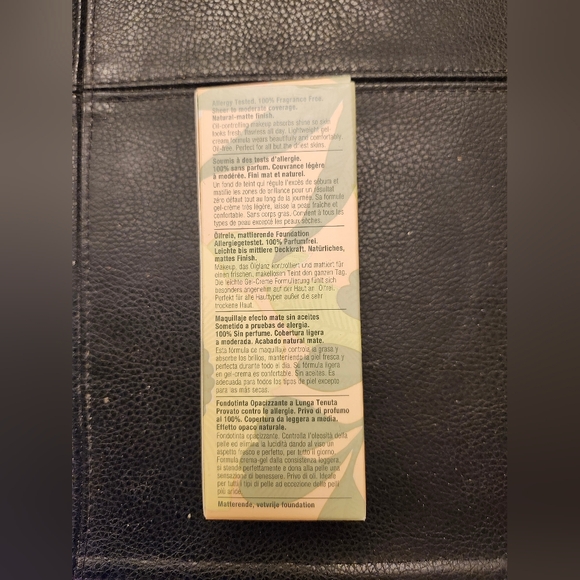 Allergy Tested. 100% Fragrance Free.
Sheer to moderate coverage.
Natural-matte finish.
Oil-controlling makeup absorbs shine so skin
looks fresh, flawless all day. Lightweight gel-
cream formula wears beautifully and comfortably.
Oil-free. Perfect for all but the driest skins.
Soumis à des tests d'allergie.
100% sans parfum. Couvrance légère
à modérée. Fini mat et naturel.
Un fond de teint qui régule l'excès de sébum et
matifie les zones de brillance pour un résultat
zéro défaut tout au long de la journée. Sa formule
gel-crème très légère, laisse la peau fraîche et
confortable. Sans corps gras. Convient à tous les
types de peau excepté les peaux sèches.
Ölfreie, mattierende Foundation
Allergiegetestet. 100% Parfumfrei.
Leichte bis mittlere Deckkraft. Natürliches,
mattes Finish.
Makeup, das Ölglanz kontrolliert und mattiert für
einen frischen, makellosen Teint den ganzen Tag.
Die leichte Gel-Creme Formulierung fühlt sich
besonders angenehm auf der Haut an. Ölfrei.
Perfekt für alle Hauttypen außer die sehr
trockene Haut.
Maquillaje efecto mate sin aceites
Sometido a pruebas de alergia.
100% Sin perfume. Cobertura ligera
a moderada. Acabado natural mate.
Esta fórmula de maquillaje controla la grasa y
absorbe los brillos, manteniendo la piel fresca y
perfecta durante todo el día. Su fórmula ligera
en gel-crema es confortable. Sin aceites. Es
adecuada para todos los tipos de piel excepto
para las más secas.
Fondotinta Opacizzante a Lunga Tenuta
Provato contro le allergie. Privo di profumo
al 100%. Copertura da leggera a media.
Effetto opaco naturale.
Fondotinta opacizzante. Controlla l'oleosità della
pelle ed elimina la lucidità dando al viso un
aspetto fresco e perfetto, per tutto il giorno.
Formula crema-gel dalla consistenza leggera,
si stende perfettamente e dona alla pelle una
sensazione di benessere. Privo di olio. Ideale
per tutti i tipi di pelle ad eccezione delle pelli
più aride.
Matterende, vetvrije foundation